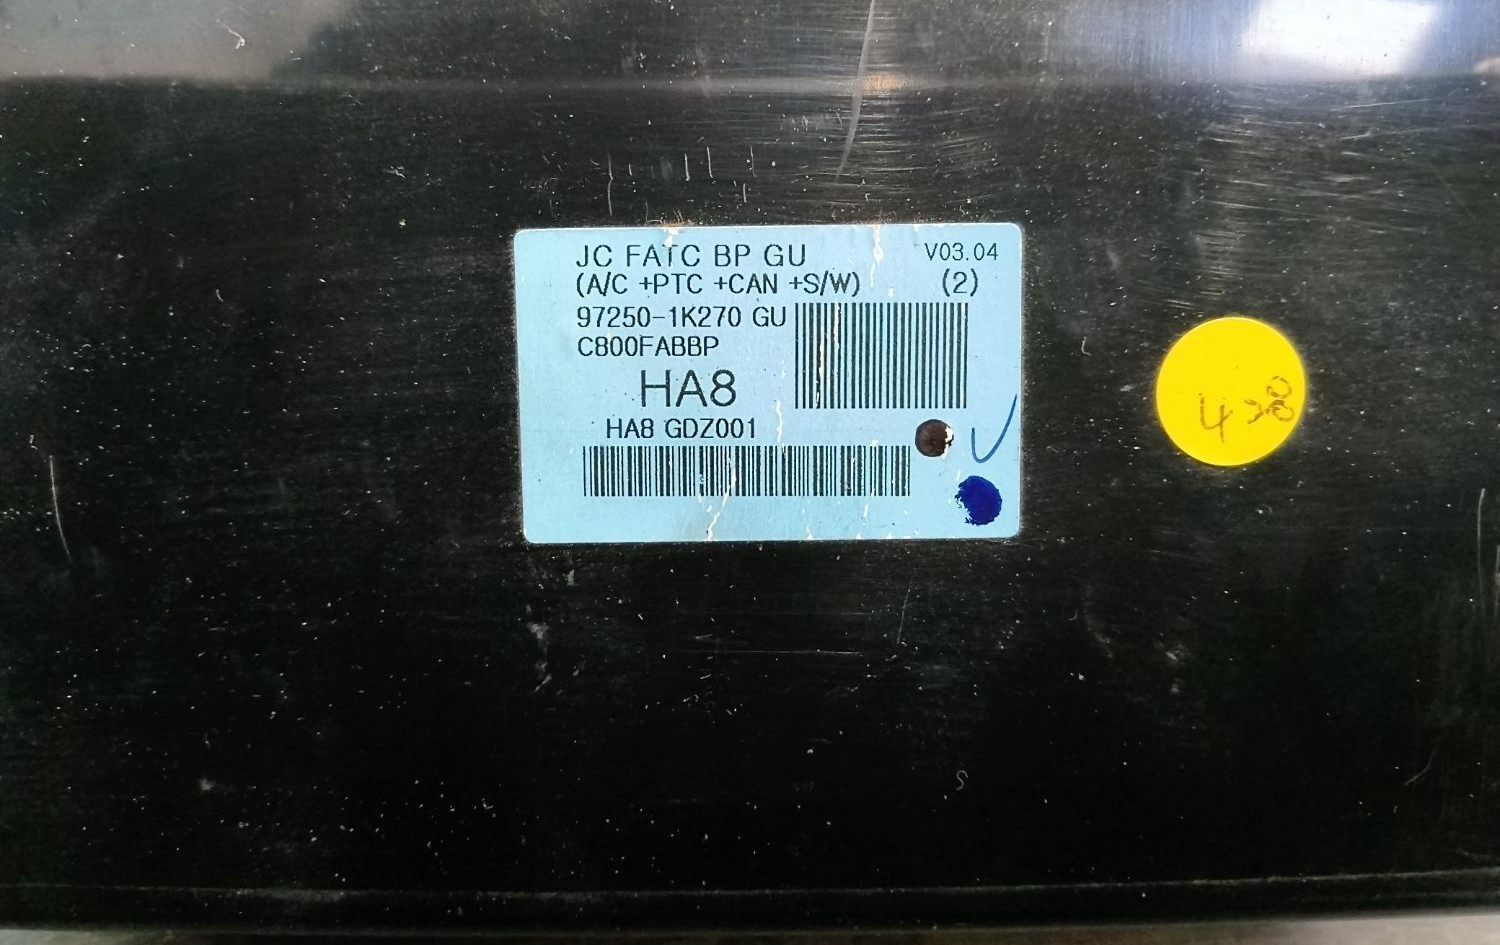 JC FATC BP GU V03.04
(A/C +PTC +CAN +S/W) (2)
97250-1K270 GU
C800FABBP
HA8
HA8 GDZ001